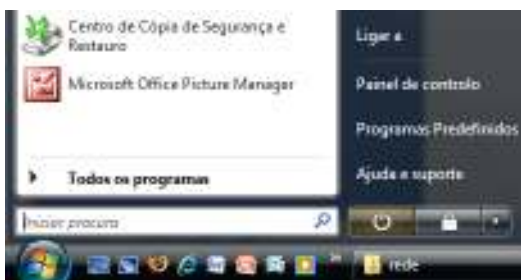 Centro de Cópia de Segurança e
Restauro
Microsoft Office Picture Manager
Todos os programas
Iniciar procura
Ligar a
Painel de controlo
Programas Predefinidos
Ajuda e suporte
rede